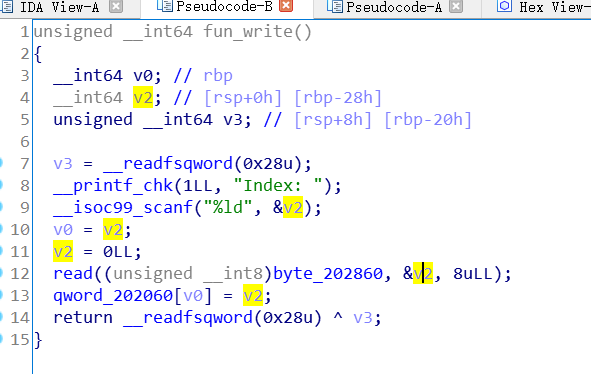 IDA View-A Pseudocode-B Pseudocode-A Hex View-
1 unsigned __int64 fun_write()
2 {
3 __int64 v0; // rbp
4 __int64 v2; // [rsp+0h] [rbp-28h]
5 unsigned __int64 v3; // [rsp+8h] [rbp-20h]
6
7 v3 = __readfsqword(0x28u);
8 __printf_chk(1LL, "Index: ");
9 __isoc99_scanf("%ld", &v2);
10 v0 = v2;
11 v2 = 0LL;
12 read((unsigned __int8)byte_202860, &v2, 8uLL);
13 qword_202060[v0] = v2;
14 return __readfsqword(0x28u) ^ v3;
15 }